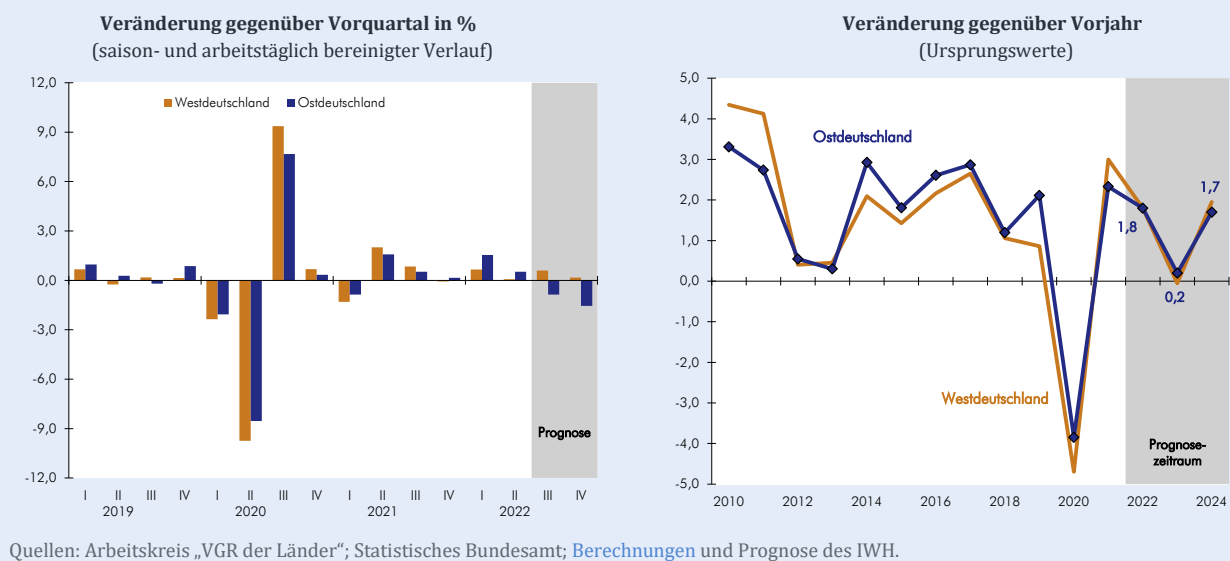 Veränderung gegenüber Vorquartal in %
(saison- und arbeitstäglich bereinigter Verlauf)
12,0
9,0
6,0
3,0
0,0
-3,0
-6,0
-9,0
-12,0
Westdeutschland
Ostdeutschland
Prognose
I II III IV I II III IV I II III IV I II III IV
2019 2020 2021 2022
Veränderung gegenüber Vorjahr
(Ursprungswerte)
5,0
4,0
3,0
2,0
1,0
0,0
-1,0
-2,0
-3,0
-4,0
-5,0
Ostdeutschland
Westdeutschland
1,8
0,2
1,7
Prognose-
zeitraum
2010 2012 2014 2016 2018 2020 2022 2024
Quellen: Arbeitskreis „VGR der Länder“; Statistisches Bundesamt; Berechnungen und Prognose des IWH.